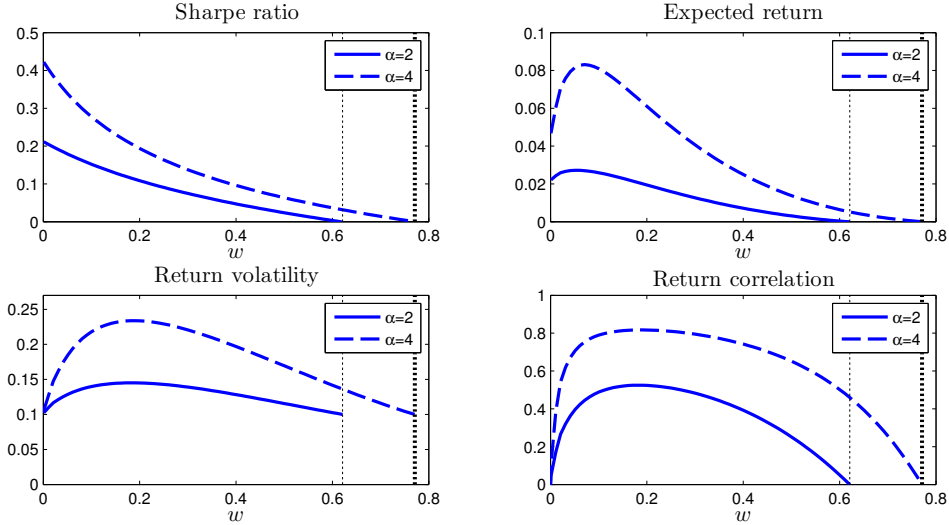 Sharpe ratio
0.5
0.4
0.3
0.2
0.1
0
α=2
α=4
0 0.2 0.4 0.6 0.8
w
Expected return
0.1
0.08
0.06
0.04
0.02
0
α=2
α=4
0 0.2 0.4 0.6 0.8
w
Return volatility
0.25
0.2
0.15
0.1
0.05
0
α=2
α=4
0 0.2 0.4 0.6 0.8
w
Return correlation
1
0.8
0.6
0.4
0.2
0
α=2
α=4
0 0.2 0.4 0.6 0.8
w